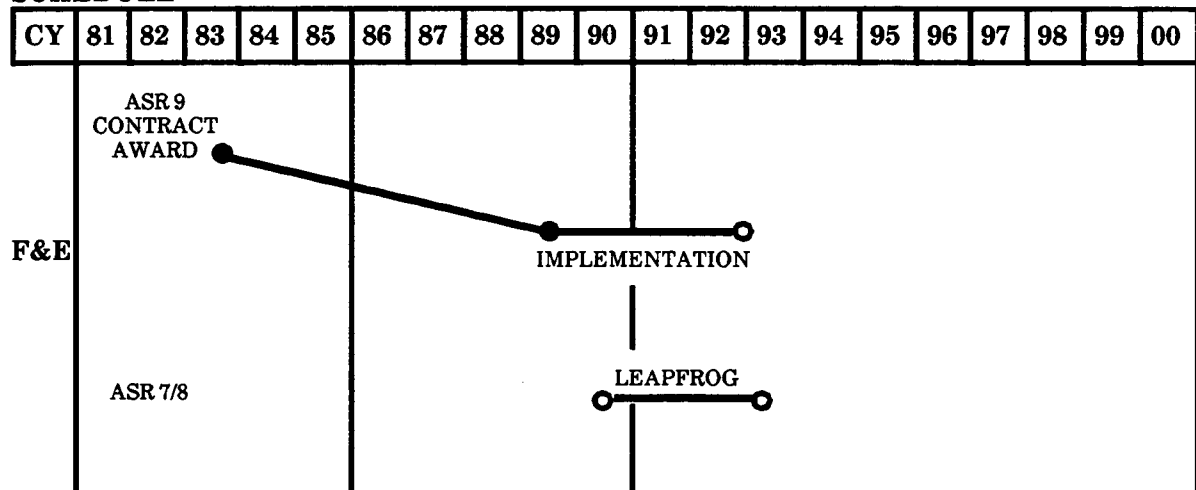 CY 81 82 83 84 85 86 87 88 89 90 91 92 93 94 95 96 97 98 99 00
ASR 9
CONTRACT
AWARD
F&E
IMPLEMENTATION
LEAPFROG
ASR 7/8